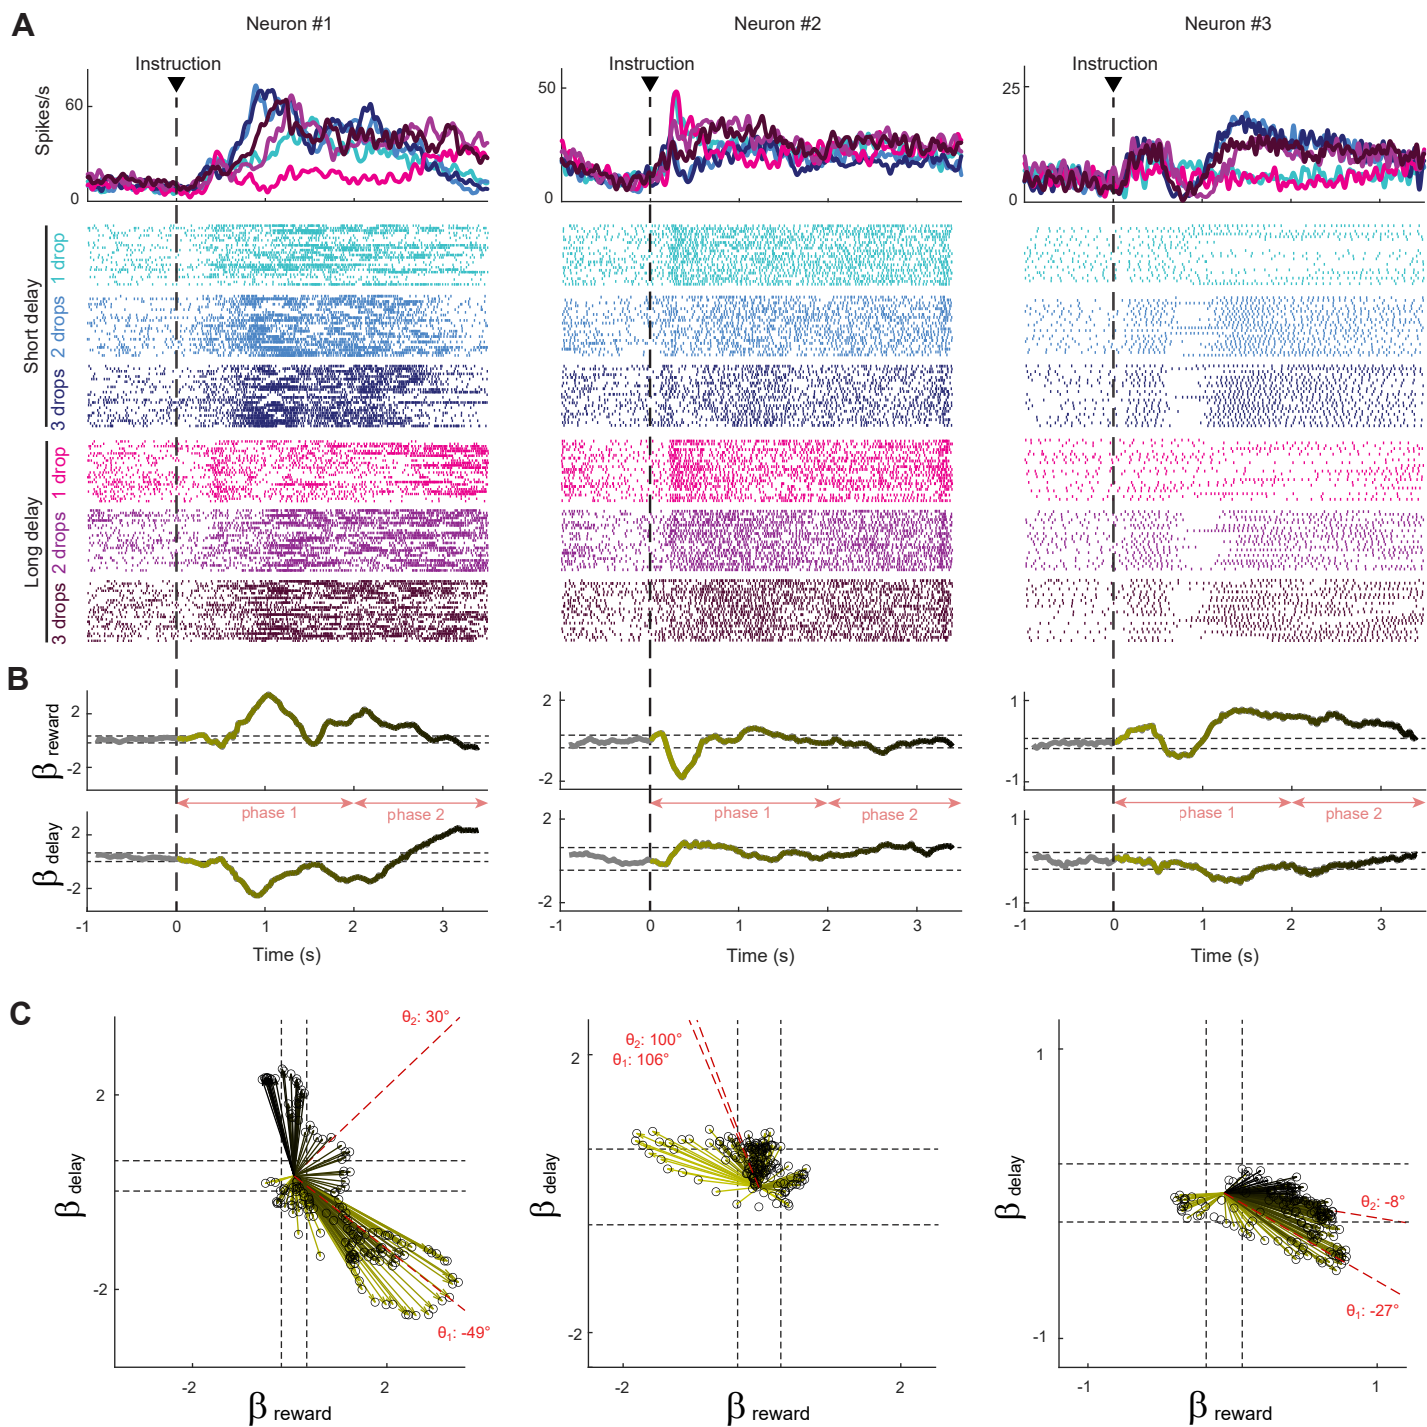 A
Neuron #1
Neuron #2
Neuron #3
Instruction
Instruction
Instruction
Spikes/s
60
0
50
0
25
0
Short delay
1 drop
2 drops
3 drops
Long delay
1 drop
2 drops
3 drops
B
β reward
2
-2
2
-2
1
-1
phase 1
phase 2
phase 1
phase 2
phase 1
phase 2
β delay
2
-2
2
-2
1
-1
-1
0
1
2
3
-1
0
1
2
3
-1
0
1
2
3
Time (s)
Time (s)
Time (s)
C
θ2: 30°
θ1: -49°
β delay
2
-2
-2
2
β reward
θ2: 100°
θ1: 106°
β delay
2
-2
-2
2
β reward
θ2: -8°
θ1: -27°
β delay
1
-1
-1
1
β reward